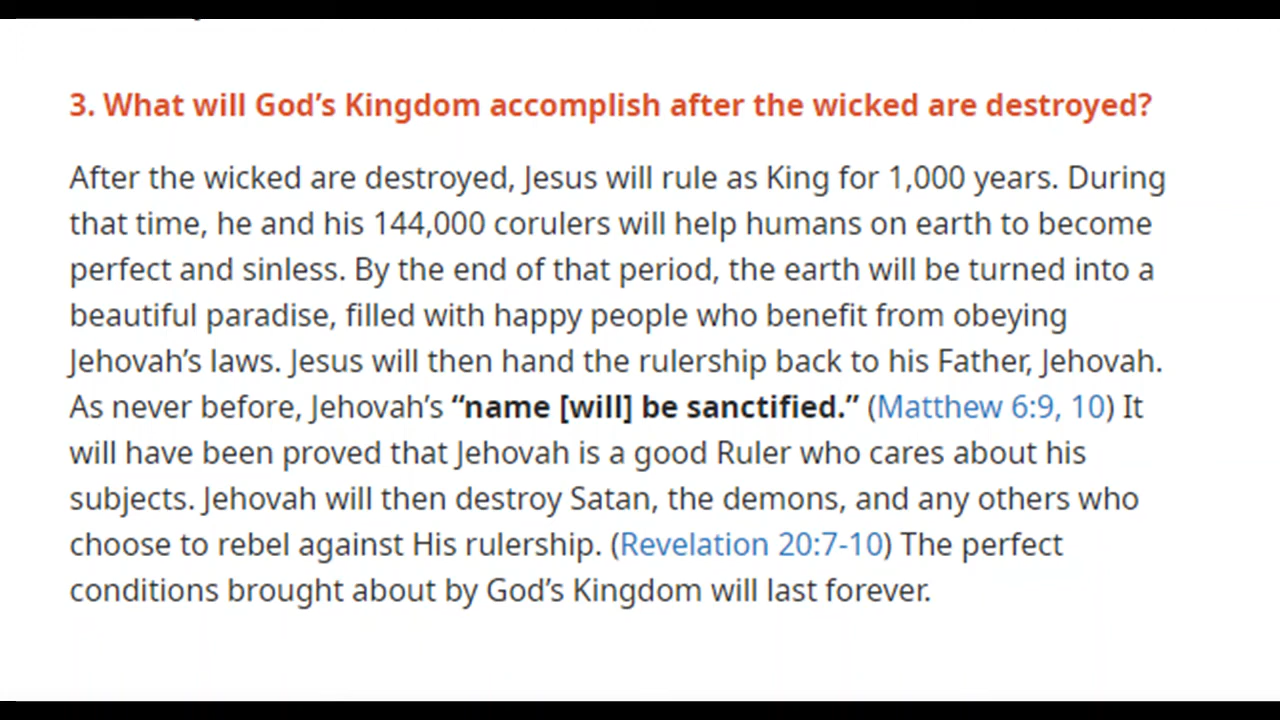 3. What will God’s Kingdom accomplish after the wicked are destroyed?
After the wicked are destroyed, Jesus will rule as King for 1,000 years. During
that time, he and his 144,000 corulers will help humans on earth to become
perfect and sinless. By the end of that period, the earth will be turned into a
beautiful paradise, filled with happy people who benefit from obeying
Jehovah’s laws. Jesus will then hand the rulership back to his Father, Jehovah.
As never before, Jehovah’s “name [will] be sanctified.” (Matthew 6:9, 10) It
will have been proved that Jehovah is a good Ruler who cares about his
subjects. Jehovah will then destroy Satan, the demons, and any others who
choose to rebel against His rulership. (Revelation 20:7-10) The perfect
conditions brought about by God’s Kingdom will last forever.